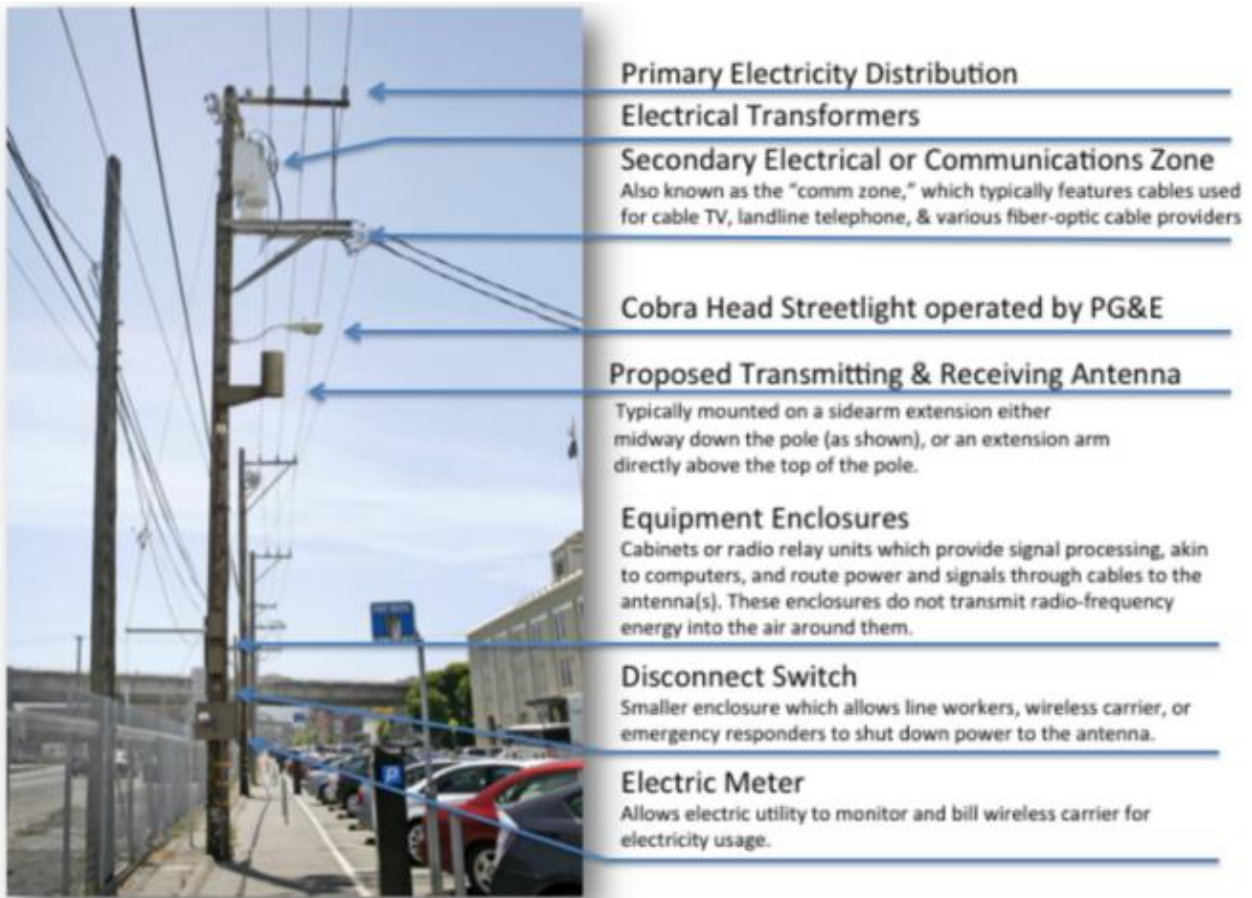 Primary Electricity Distribution
Electrical Transformers
Secondary Electrical or Communications Zone
Also known as the “comm zone,” which typically features cables used
for cable TV, landline telephone, & various fiber-optic cable providers
Cobra Head Streetlight operated by PG&E
Proposed Transmitting & Receiving Antenna
Typically mounted on a sidearm extension either
midway down the pole (as shown), or an extension arm
directly above the top of the pole.
Equipment Enclosures
Cabinets or radio relay units which provide signal processing, akin
to computers, and route power and signals through cables to the
antenna(s). These enclosures do not transmit radio-frequency
energy into the air around them.
Disconnect Switch
Smaller enclosure which allows line workers, wireless carrier, or
emergency responders to shut down power to the antenna.
Electric Meter
Allows electric utility to monitor and bill wireless carrier for
electricity usage.
P